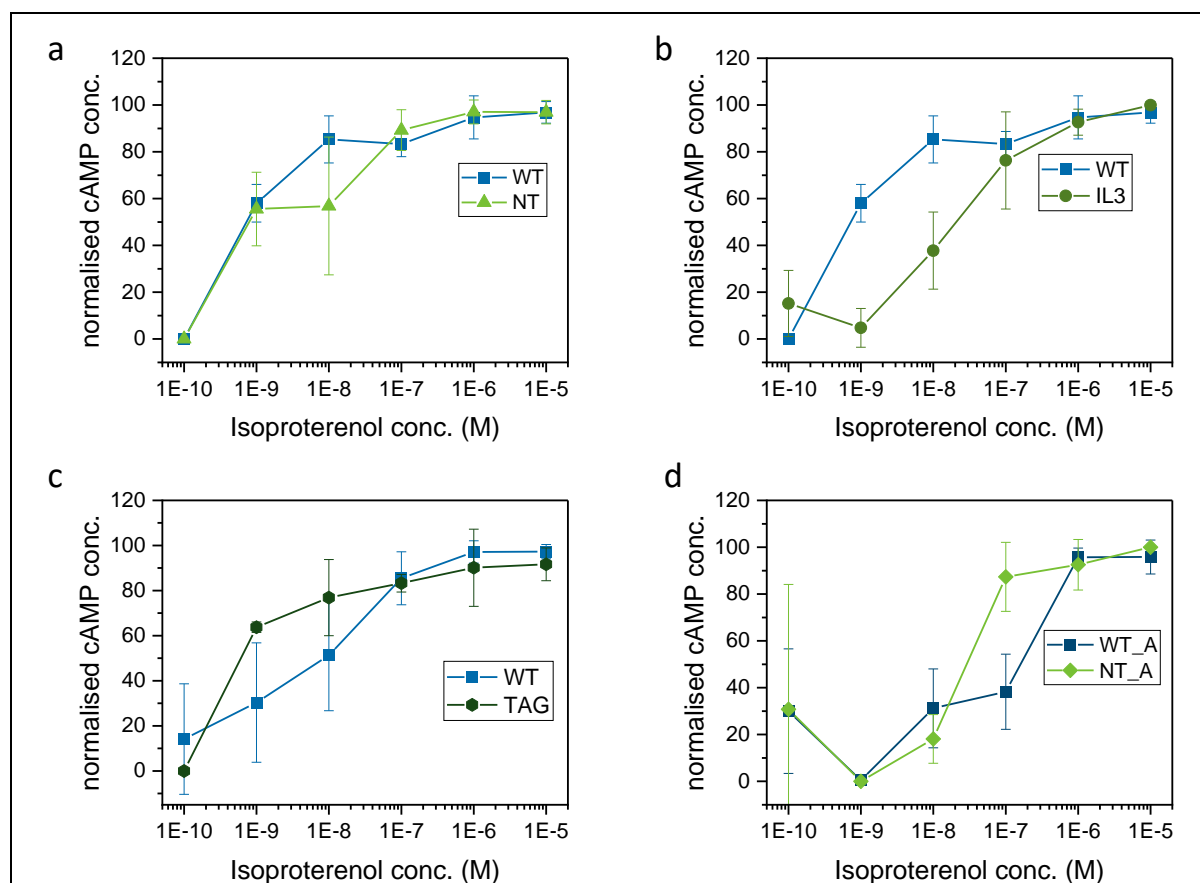 a
normalised cAMP conc.
120
100
80
60
40
20
0
WT
NT
1E-10 1E-9 1E-8 1E-7 1E-6 1E-5
Isoproterenol conc. (M)
b
normalised cAMP conc.
120
100
80
60
40
20
0
WT
IL3
1E-10 1E-9 1E-8 1E-7 1E-6 1E-5
Isoproterenol conc. (M)
c
normalised cAMP conc.
120
100
80
60
40
20
0
WT
TAG
1E-10 1E-9 1E-8 1E-7 1E-6 1E-5
Isoproterenol conc. (M)
d
normalised cAMP conc.
120
100
80
60
40
20
0
WT_A
NT_A
1E-10 1E-9 1E-8 1E-7 1E-6 1E-5
Isoproterenol conc. (M)